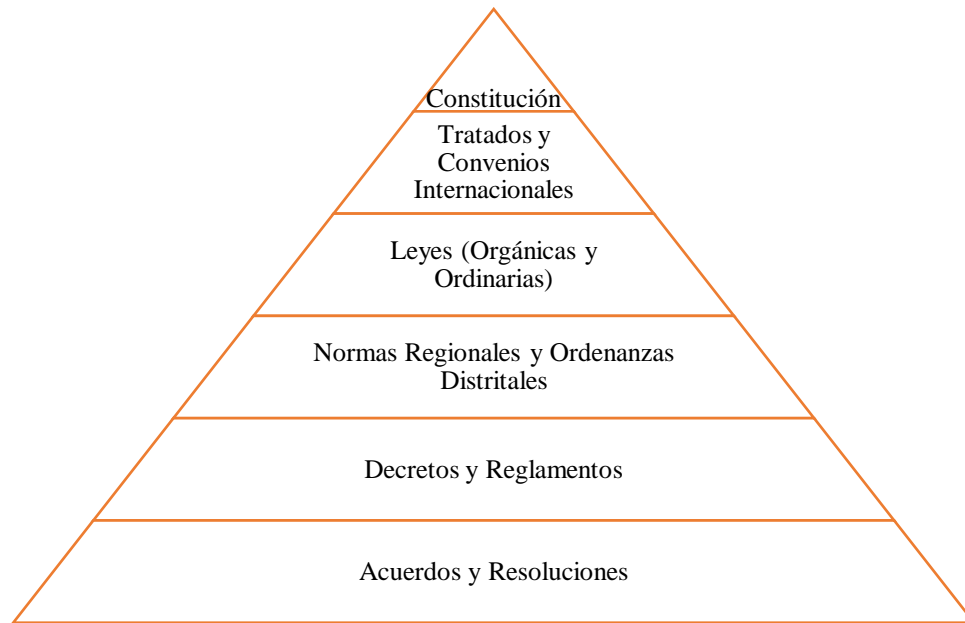 Constitución
Tratados y
Convenios
Internacionales
Leyes (Orgánicas y
Ordinarias)
Normas Regionales y Ordenanzas
Distritales
Decretos y Reglamentos
Acuerdos y Resoluciones